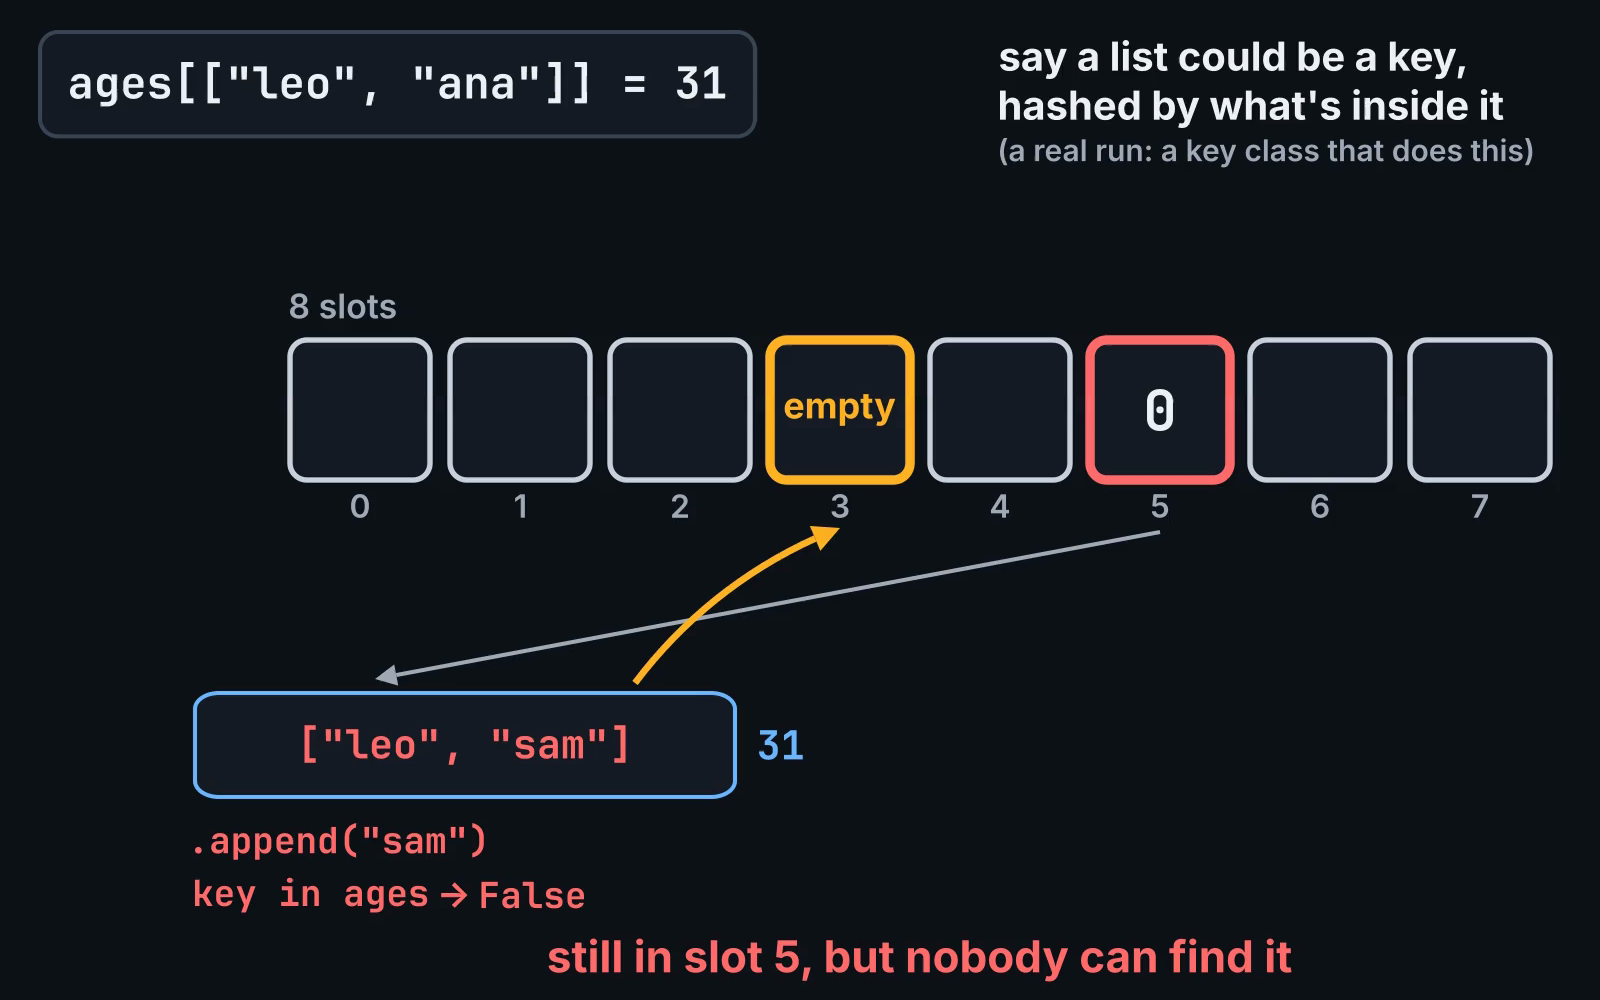 ages[["leo", "ana"]] = 31
say a list could be a key,
hashed by what's inside it
(a real run: a key class that does this)
8 slots
empty
0
0 1 2 3 4 5 6 7
["leo", "sam"] 31
.append("sam")
key in ages → False
still in slot 5, but nobody can find it